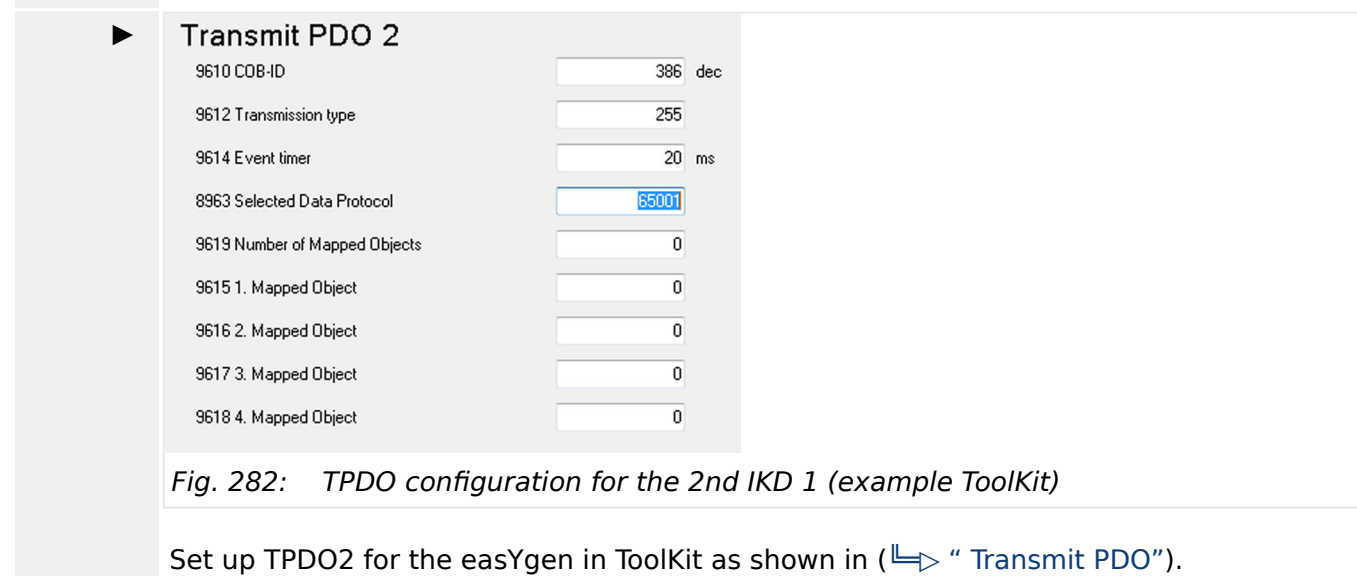 Transmit PDO 2
9610 COB-ID 386 dec
9612 Transmission type 255
9614 Event timer 20 ms
8963 Selected Data Protocol 65001
9619 Number of Mapped Objects 0
9615 1. Mapped Object 0
9616 2. Mapped Object 0
9617 3. Mapped Object 0
9618 4. Mapped Object 0
Fig. 282: TPDO configuration for the 2nd IKD 1 (example ToolKit)
Set up TPDO2 for the easYgen in ToolKit as shown in ( “ Transmit PDO”).